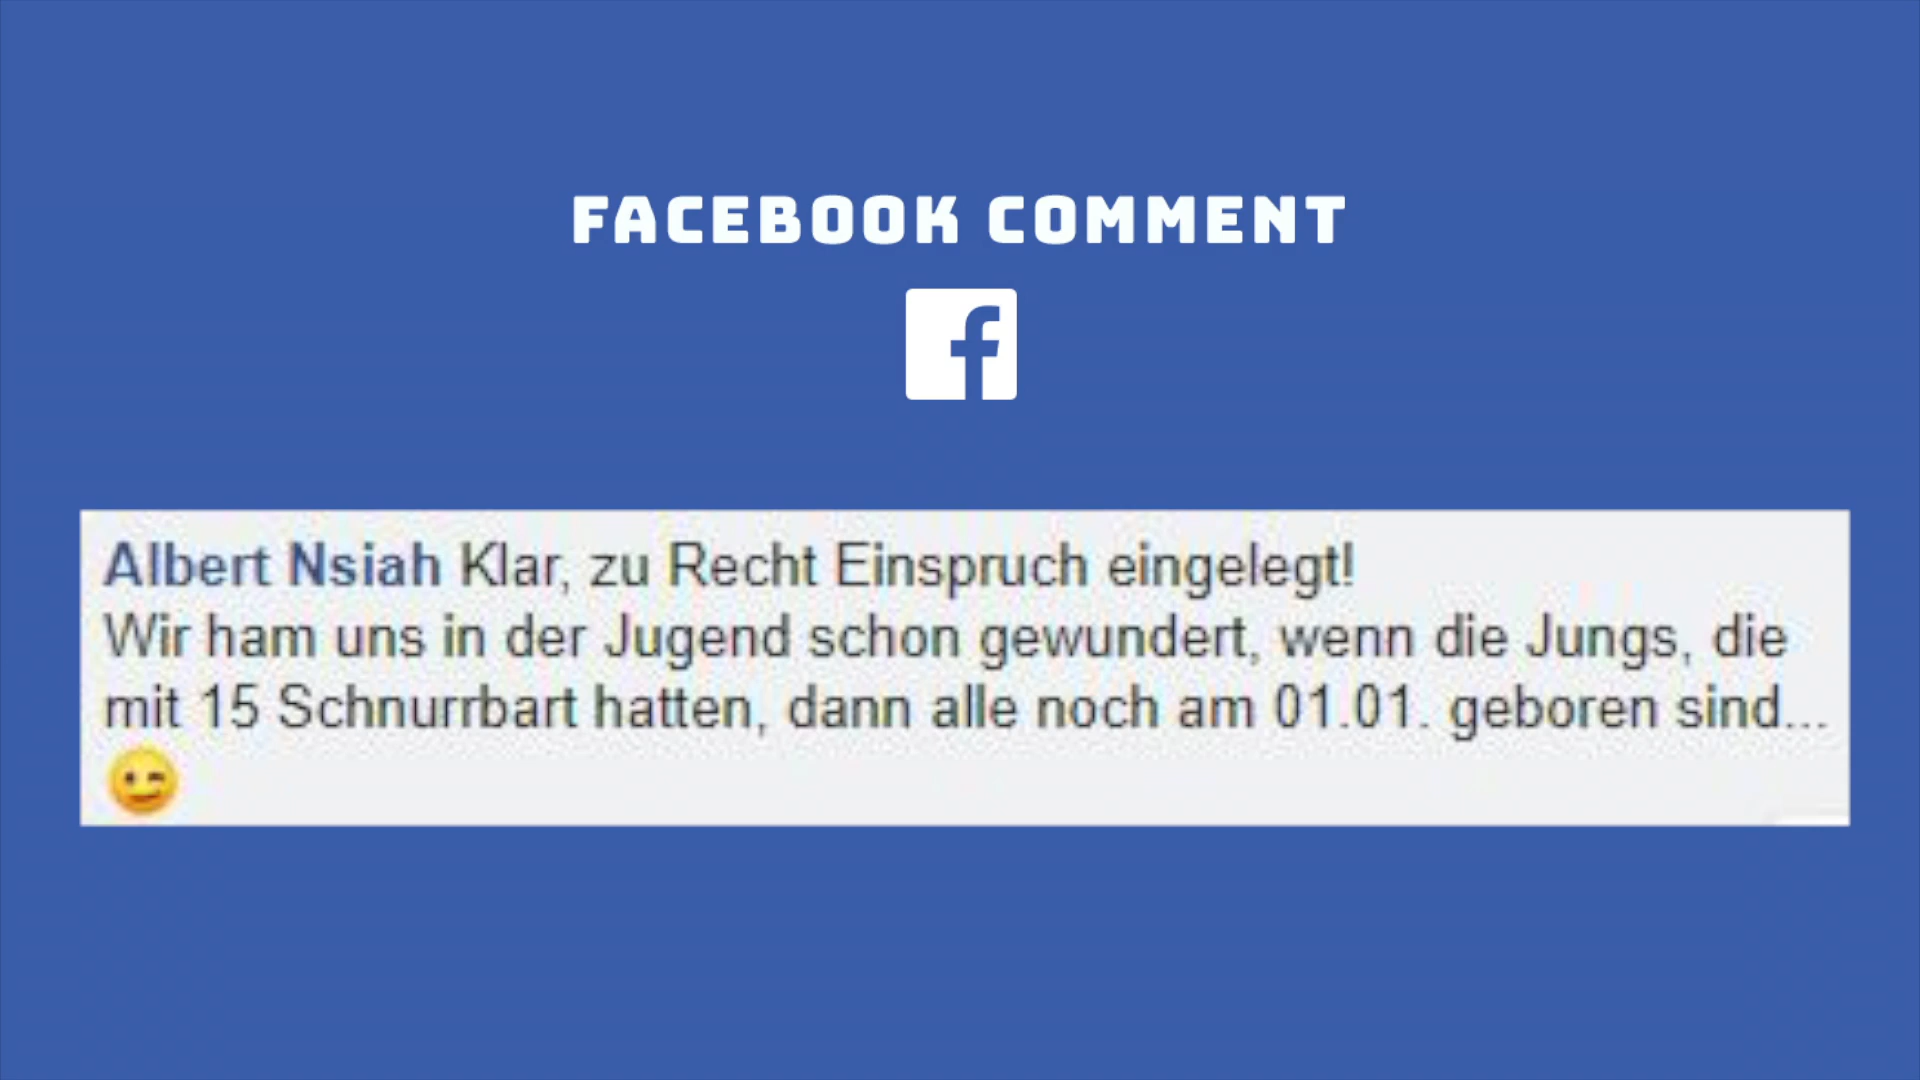 FACEBOOK COMMENT
Albert Nsiah Klar, zu Recht Einspruch eingelegt!
Wir ham uns in der Jugend schon gewundert, wenn die Jungs, die
mit 15 Schnurrbart hatten, dann alle noch am 01.01. geboren sind...